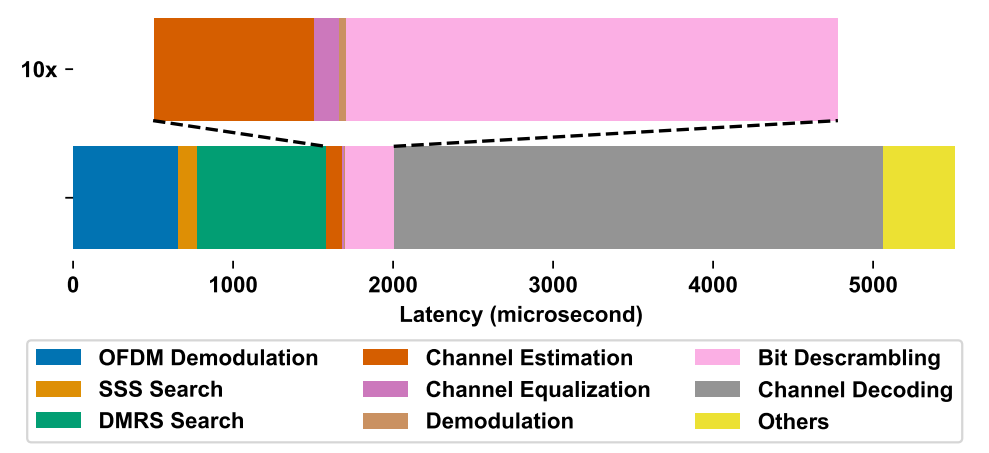 10x
0 1000 2000 3000 4000 5000
Latency (microsecond)
OFDM Demodulation Channel Estimation Bit Descrambling
SSS Search Channel Equalization Channel Decoding
DMRS Search Demodulation Others